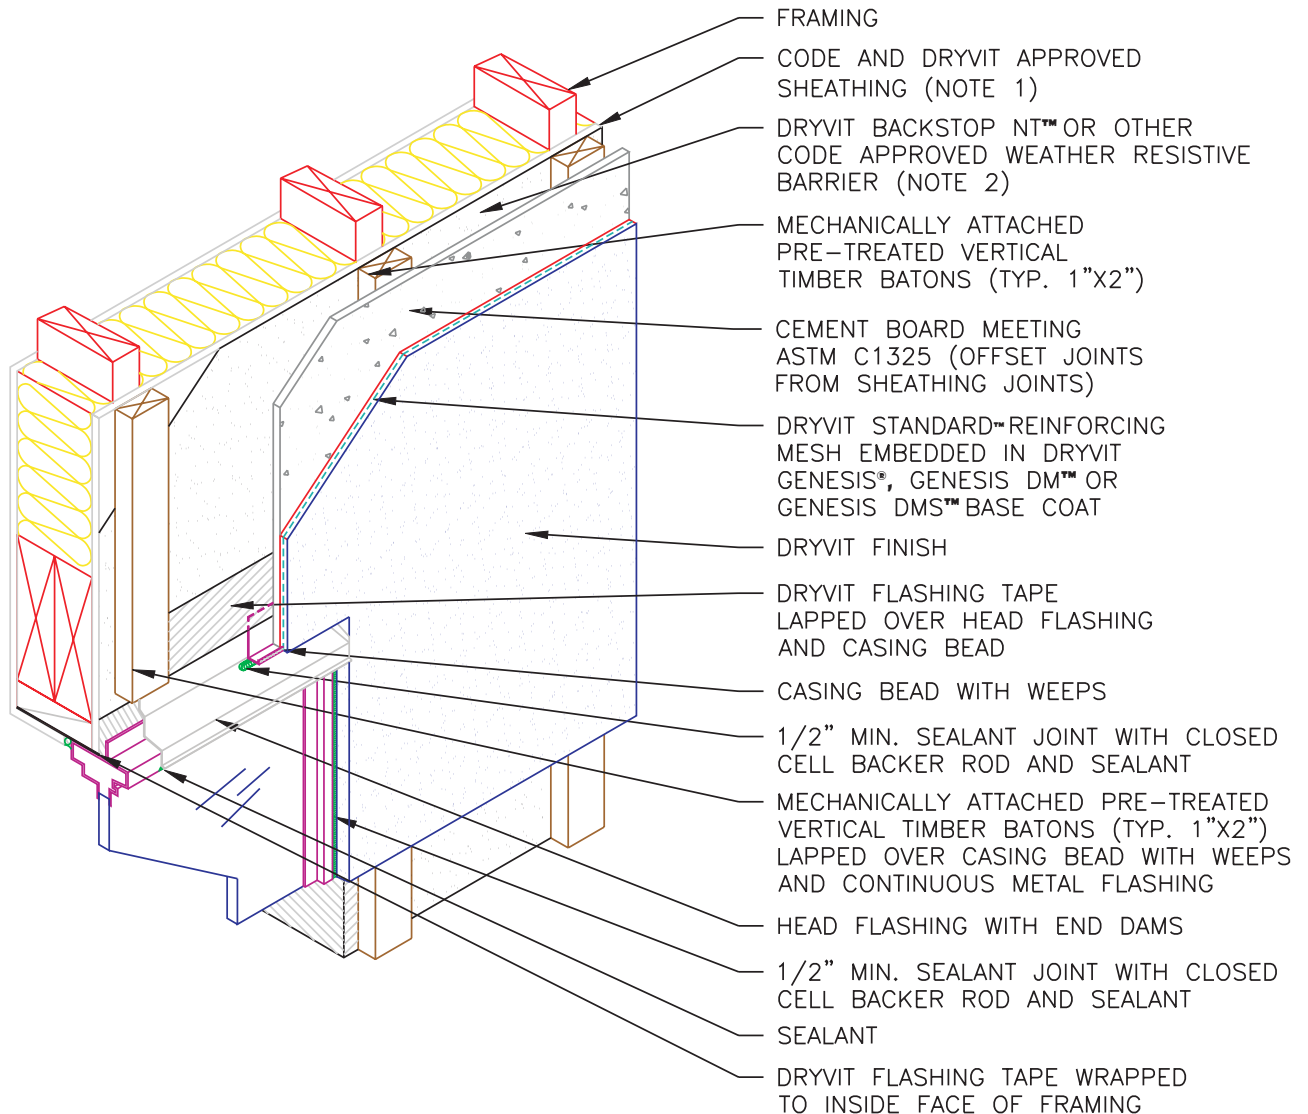 FRAMING
CODE AND DRYVIT APPROVED
SHEATHING (NOTE 1)
DRYVIT BACKSTOP NT™ OR OTHER
CODE APPROVED WEATHER RESISTIVE
BARRIER (NOTE 2)
MECHANICALLY ATTACHED
PRE-TREATED VERTICAL
TIMBER BATONS (TYP. 1”X2”)
CEMENT BOARD MEETING
ASTM C1325 (OFFSET JOINTS
FROM SHEATHING JOINTS)
DRYVIT STANDARD™ REINFORCING
MESH EMBEDDED IN DRYVIT
GENESIS®, GENESIS DM™ OR
GENESIS DMS™ BASE COAT
DRYVIT FINISH
DRYVIT FLASHING TAPE
LAPPED OVER HEAD FLASHING
AND CASING BEAD
CASING BEAD WITH WEEPS
1/2” MIN. SEALANT JOINT WITH CLOSED
CELL BACKER ROD AND SEALANT
MECHANICALLY ATTACHED PRE-TREATED
VERTICAL TIMBER BATONS (TYP. 1”X2”)
LAPPED OVER CASING BEAD WITH WEEPS
AND CONTINUOUS METAL FLASHING
HEAD FLASHING WITH END DAMS
1/2” MIN. SEALANT JOINT WITH CLOSED
CELL BACKER ROD AND SEALANT
SEALANT
DRYVIT FLASHING TAPE WRAPPED
TO INSIDE FACE OF FRAMING